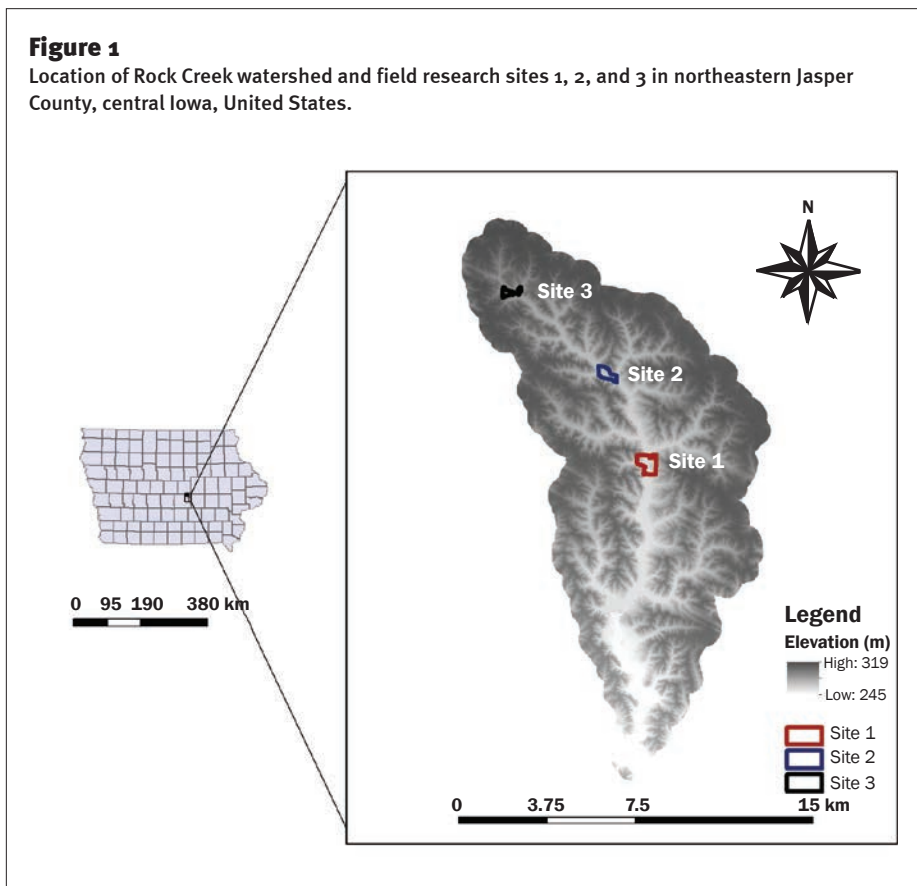 Figure 1
Location of Rock Creek watershed and field research sites 1, 2, and 3 in northeastern Jasper
County, central Iowa, United States.
N
Site 3
Site 2
Site 1
0 95 190 380 km
Legend
Elevation (m)
High: 319
Low: 245
Site 1
Site 2
Site 3
0 3.75 7.5 15 km